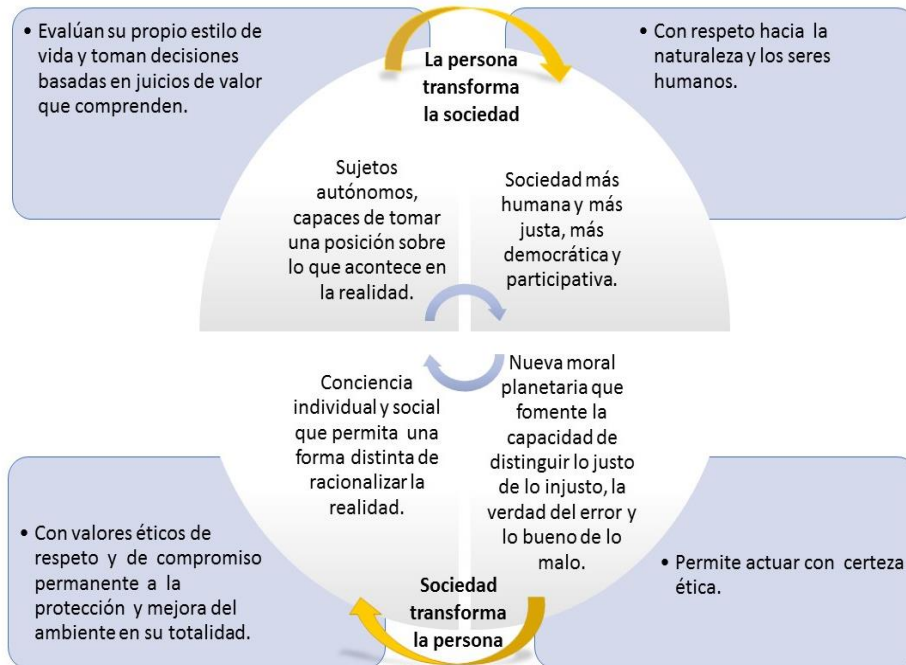 • Evalúan su propio estilo de
vida y toman decisiones
basadas en juicios de valor
que comprenden.
La persona
transforma
la sociedad
• Con respeto hacia la
naturaleza y los seres
humanos.
Sujetos
autónomos,
capaces de tomar
una posición sobre
lo que acontece en
la realidad.
Sociedad más
humana y más
justa, más
democrática y
participativa.
Conciencia
individual y social
que permita una
forma distinta de
racionalizar la
realidad.
Nueva moral
planetaria que
fomente la
capacidad de
distinguir lo justo
de lo injusto, la
verdad del error y
lo bueno de lo
malo.
• Con valores éticos de
respeto y de compromiso
permanente a la
protección y mejora del
ambiente en su totalidad.
Sociedad
transforma
la persona
• Permite actuar con certeza
ética.